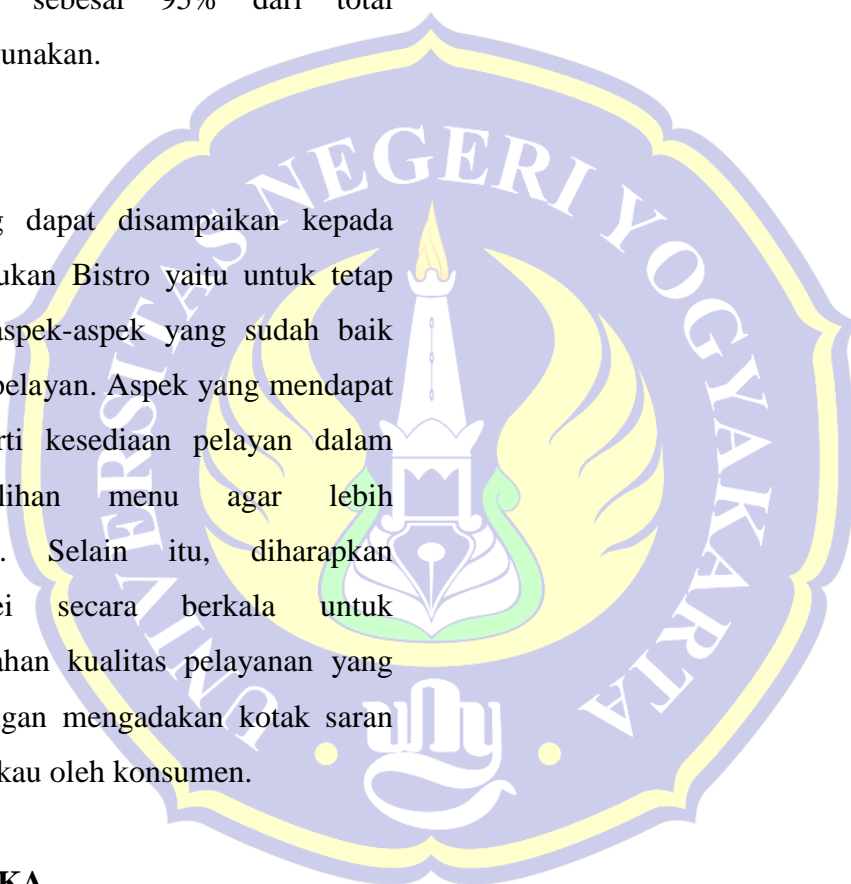 sebesar 95% dari total
unakan.
UNIVERSITAS NEGERI YOGYAKARTA
dapat disampaikan kepada
ukan Bistro yaitu untuk tetap
aspek-aspek yang sudah baik
pelayan. Aspek yang mendapat
rti kesediaan pelayan dalam
lihan menu agar lebih
. Selain itu, diharapkan
ei secara berkala untuk
ahan kualitas pelayanan yang
ngan mengadakan kotak saran
kau oleh konsumen.
uny
KA